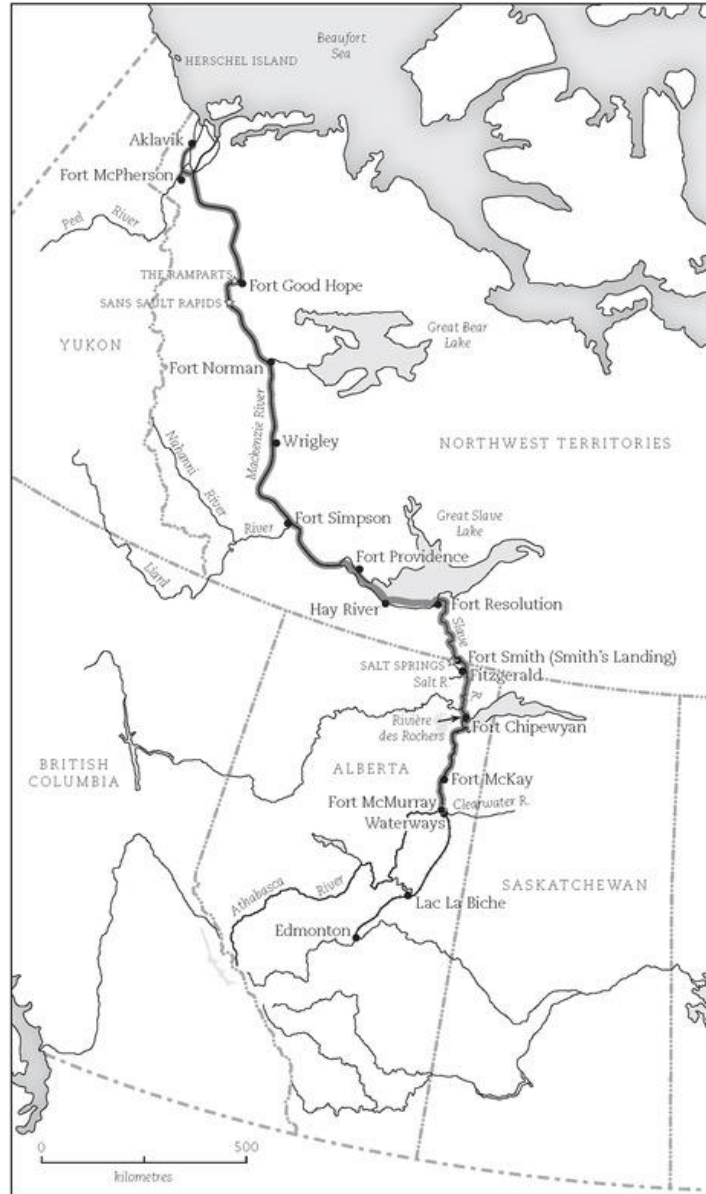 Beaufort
Sea
HERSCHEL ISLAND
Aklavik
Fort McPherson
Peel River
THE RAMPARTS
Fort Good Hope
SANS SAULT RAPIDS
Great Bear
Lake
YUKON
Fort Norman
Mackenzie River
Wrigley
NORTHWEST TERRITORIES
Nahanni
River
Great Slave
Lake
Fort Simpson
River
Liard
Fort Providence
Hay River
Fort Resolution
Slave
R.
Fort Smith (Smith's Landing)
SALT SPRINGS
Salt R.
Fitzgerald
Rivière
des Rochers
Fort Chipewyan
BRITISH
COLUMBIA
ALBERTA
Fort McKay
Fort McMurray
Clearwater R.
Waterways
Athabasca
River
SASKATCHEWAN
Lac La Biche
Edmonton
0 500
kilometres